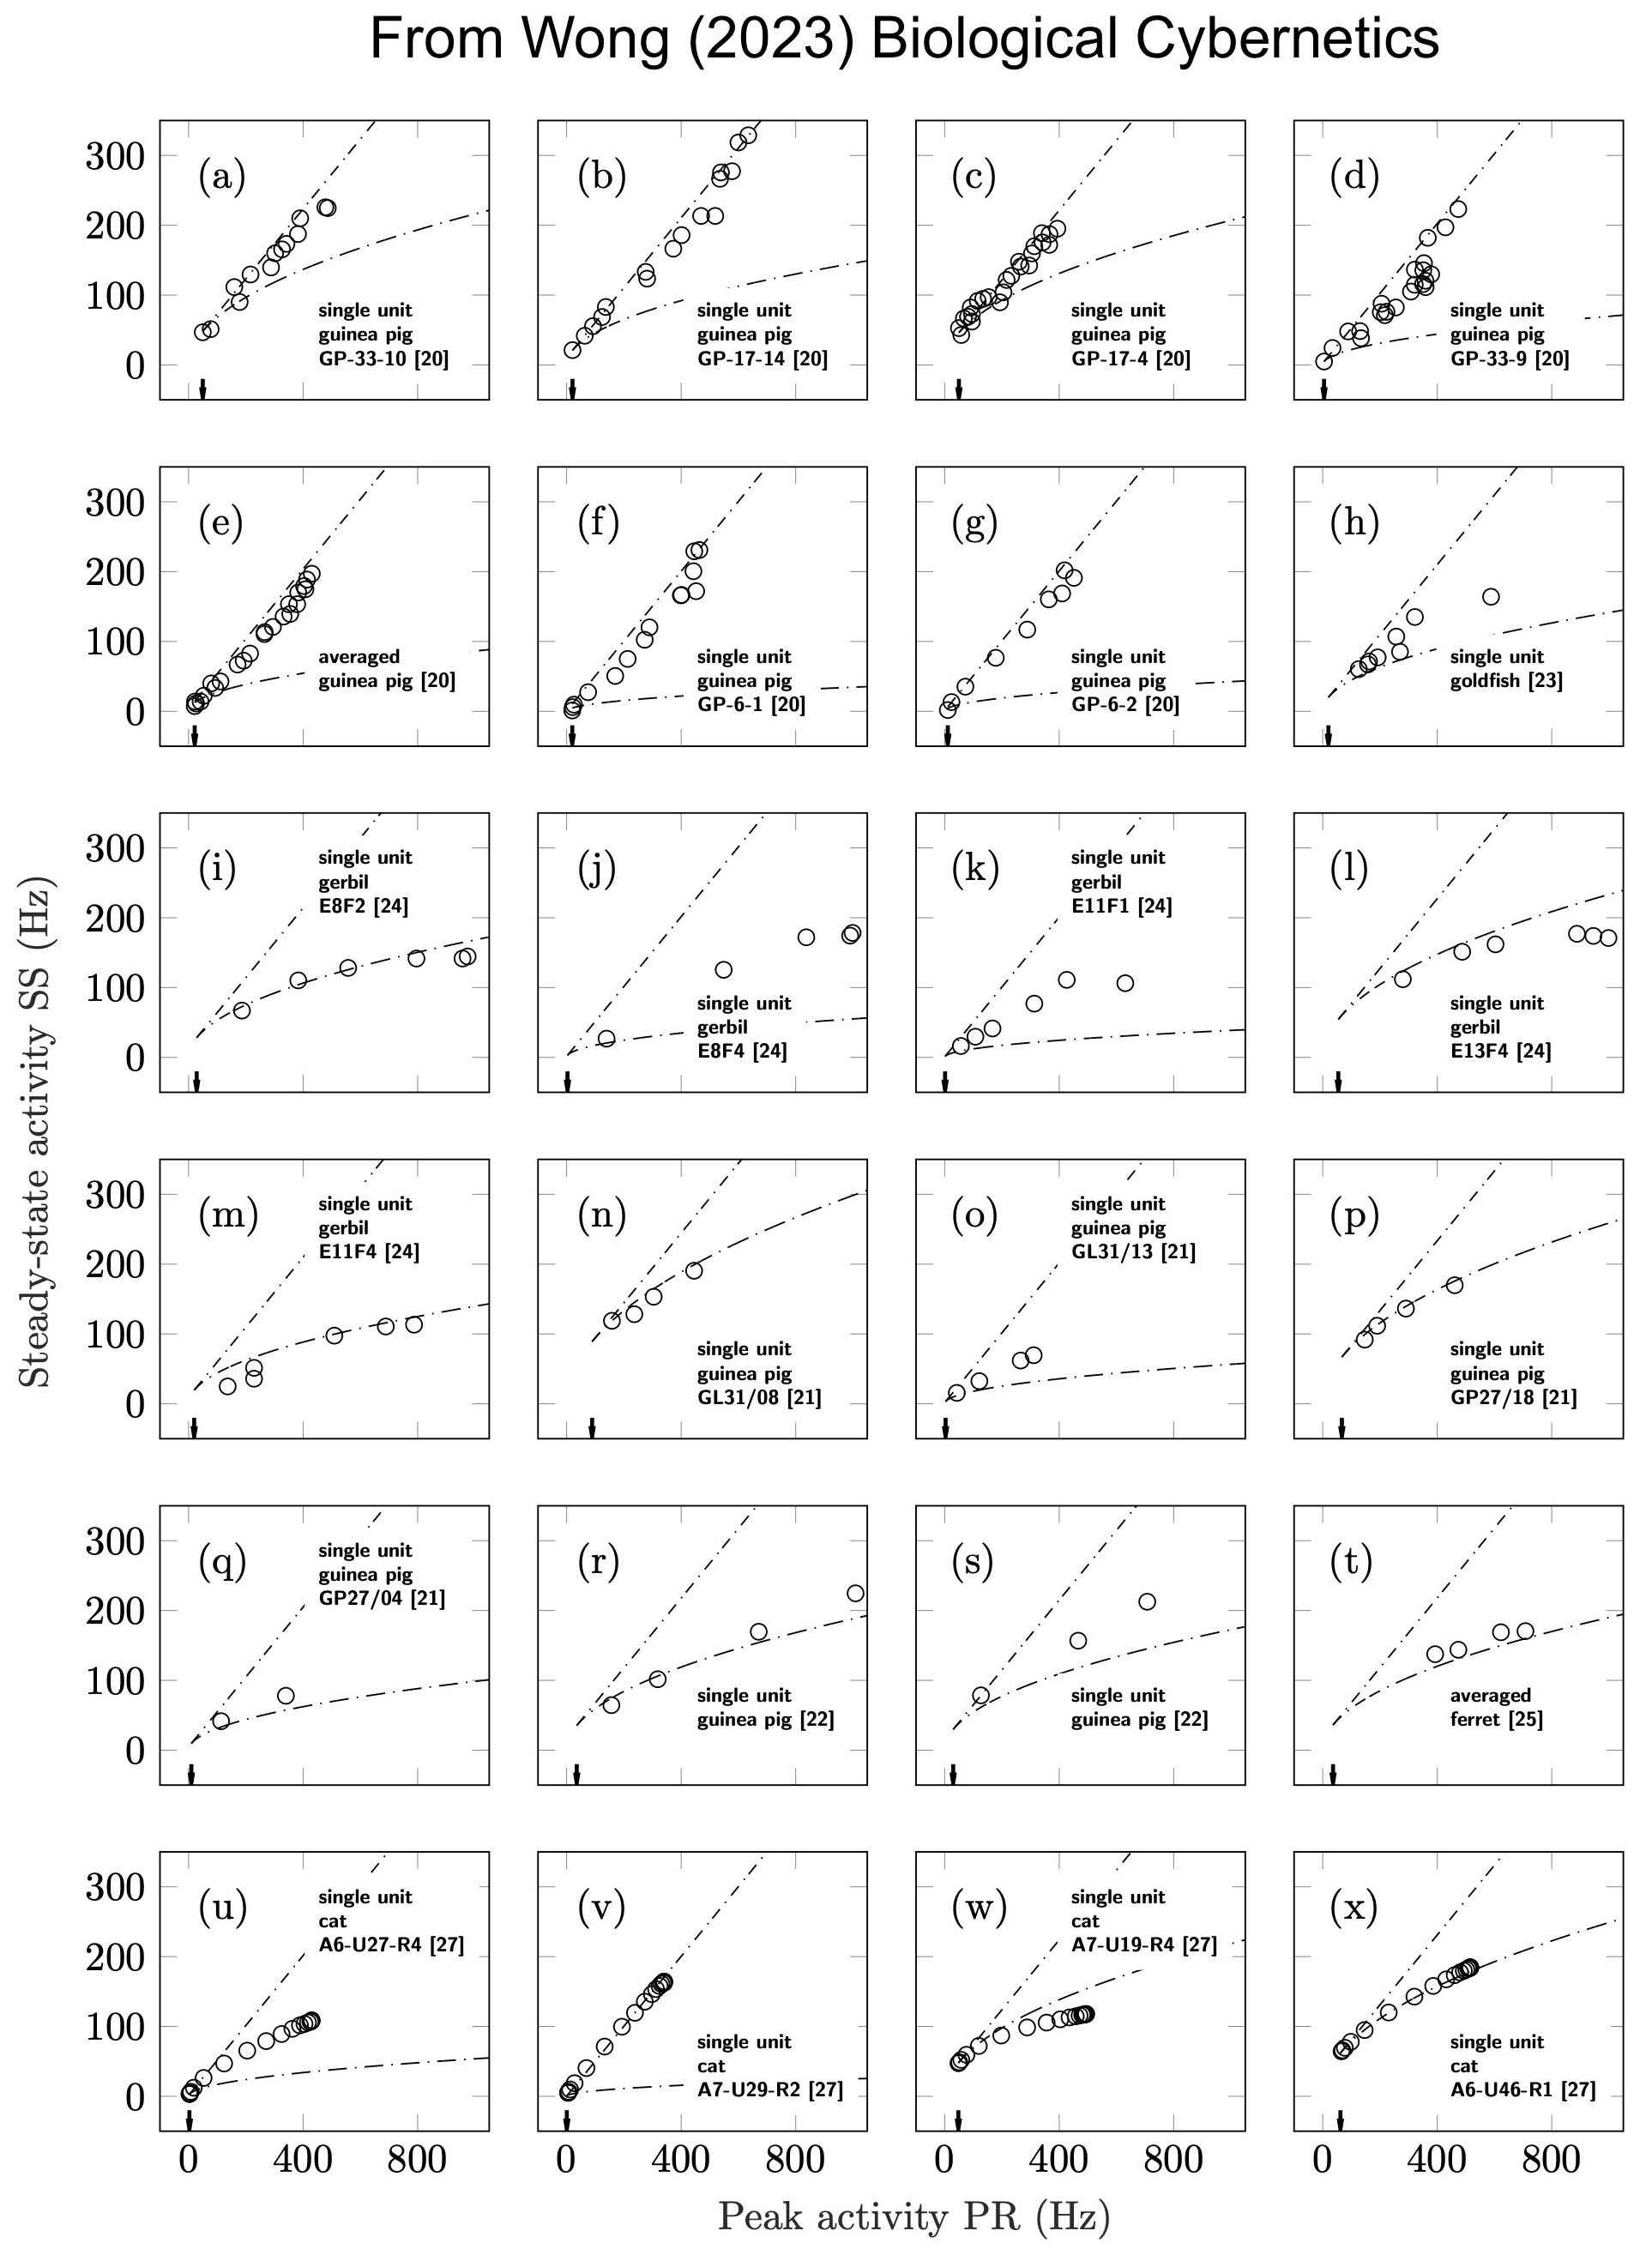 From Wong (2023) Biological Cybernetics
300
200
100
0
(a)
single unit
guinea pig
GP-33-10 [20]
(b)
single unit
guinea pig
GP-17-14 [20]
(c)
single unit
guinea pig
GP-17-4 [20]
(d)
single unit
guinea pig
GP-33-9 [20]
300
200
100
0
(e)
averaged
guinea pig [20]
(f)
single unit
guinea pig
GP-6-1 [20]
(g)
single unit
guinea pig
GP-6-2 [20]
(h)
single unit
goldfish [23]
Steady-state activity SS (Hz)
300
200
100
0
(i)
single unit
gerbil
E8F2 [24]
(j)
single unit
gerbil
E8F4 [24]
(k)
single unit
gerbil
E11F1 [24]
(l)
single unit
gerbil
E13F4 [24]
300
200
100
0
(m)
single unit
gerbil
E11F4 [24]
(n)
single unit
guinea pig
GL31/08 [21]
(o)
single unit
guinea pig
GL31/13 [21]
(p)
single unit
guinea pig
GP27/18 [21]
300
200
100
0
(q)
single unit
guinea pig
GP27/04 [21]
(r)
single unit
guinea pig [22]
(s)
single unit
guinea pig [22]
(t)
averaged
ferret [25]
300
200
100
0
(u)
single unit
cat
A6-U27-R4 [27]
(v)
single unit
cat
A7-U29-R2 [27]
(w)
single unit
cat
A7-U19-R4 [27]
(x)
single unit
cat
A6-U46-R1 [27]
0 400 800
0 400 800
0 400 800
0 400 800
Peak activity PR (Hz)